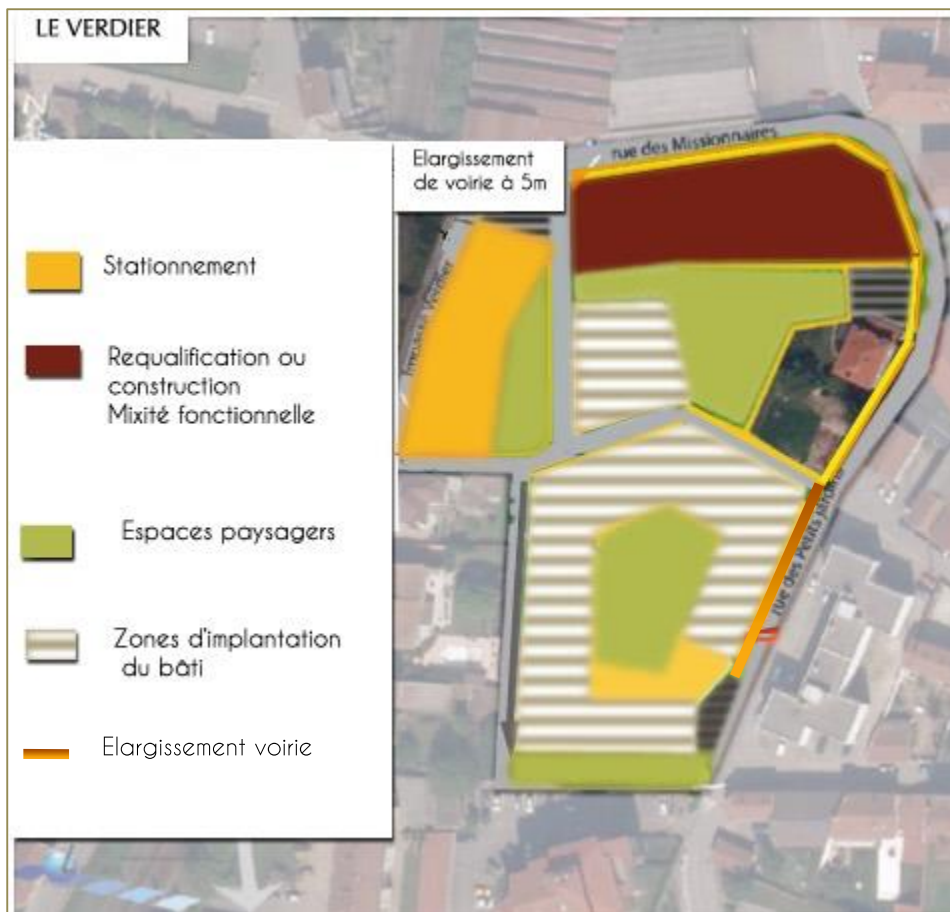 LE VERDIER
rue des Missionnaires
Elargissement
de voirie à 5m
Stationnement
Requalification ou
construction
Mixité fonctionnelle
Espaces paysagers
rue des Petits Jardins
Zones d'implantation
du bâti
Elargissement voirie